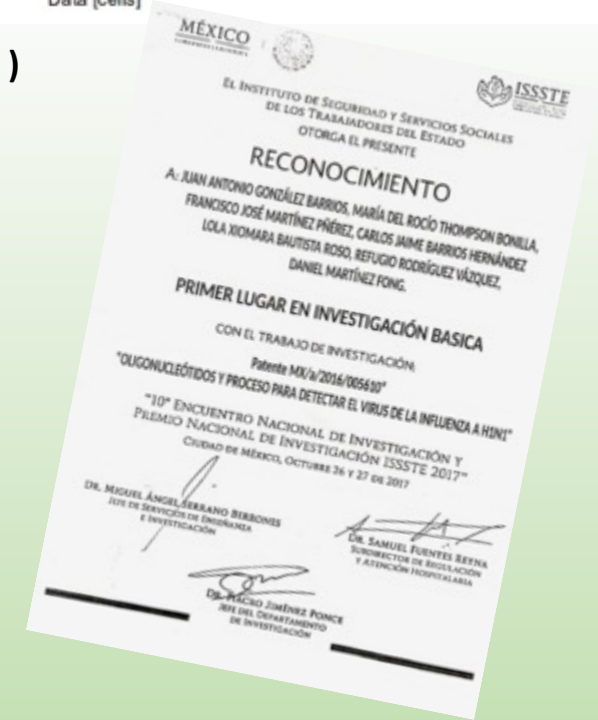 Data [cells]
)
MÉXICO
ISSSTE
EL INSTITUTO DE SEGURIDAD Y SERVICIOS SOCIALES
DE LOS TRABAJADORES DEL ESTADO
OTORGA EL PRESENTE
RECONOCIMIENTO
A: JUAN ANTONIO GONZÁLEZ BARRIOS, MARÍA DEL ROCÍO THOMPSON BONILLA,
FRANCISCO JOSÉ MARTÍNEZ PÑÉREZ, CARLOS JAIME BARRIOS HERNÁNDEZ
LOLA XIOMARA BAUTISTA ROSO, REFUGIO RODRÍGUEZ VÁZQUEZ,
DANIEL MARTÍNEZ FONG.
PRIMER LUGAR EN INVESTIGACIÓN BASICA
CON EL TRABAJO DE INVESTIGACIÓN:
Patente MX/a/2016/005610"
"OLIGONUCLEÓTIDOS Y PROCESO PARA DETECTAR EL VIRUS DE LA INFLUENZA A H1N1"
"10° ENCUENTRO NACIONAL DE INVESTIGACIÓN Y
PREMIO NACIONAL DE INVESTIGACIÓN ISSSTE 2017"
CIUDAD DE MÉXICO, OCTUBRE 26 Y 27 DE 2017
DR. MIGUEL ÁNGEL SERRANO BERRONES
JEFE DE SERVICIOS DE ENSEÑANZA
E INVESTIGACIÓN
DR. SAMUEL FUENTES REYNA
SUBDIRECTOR DE REGULACIÓN
Y ATENCIÓN HOSPITALARIA
DR. JIMÉNEZ PONCE
JEFE DEL DEPARTAMENTO
DE INVESTIGACIÓN